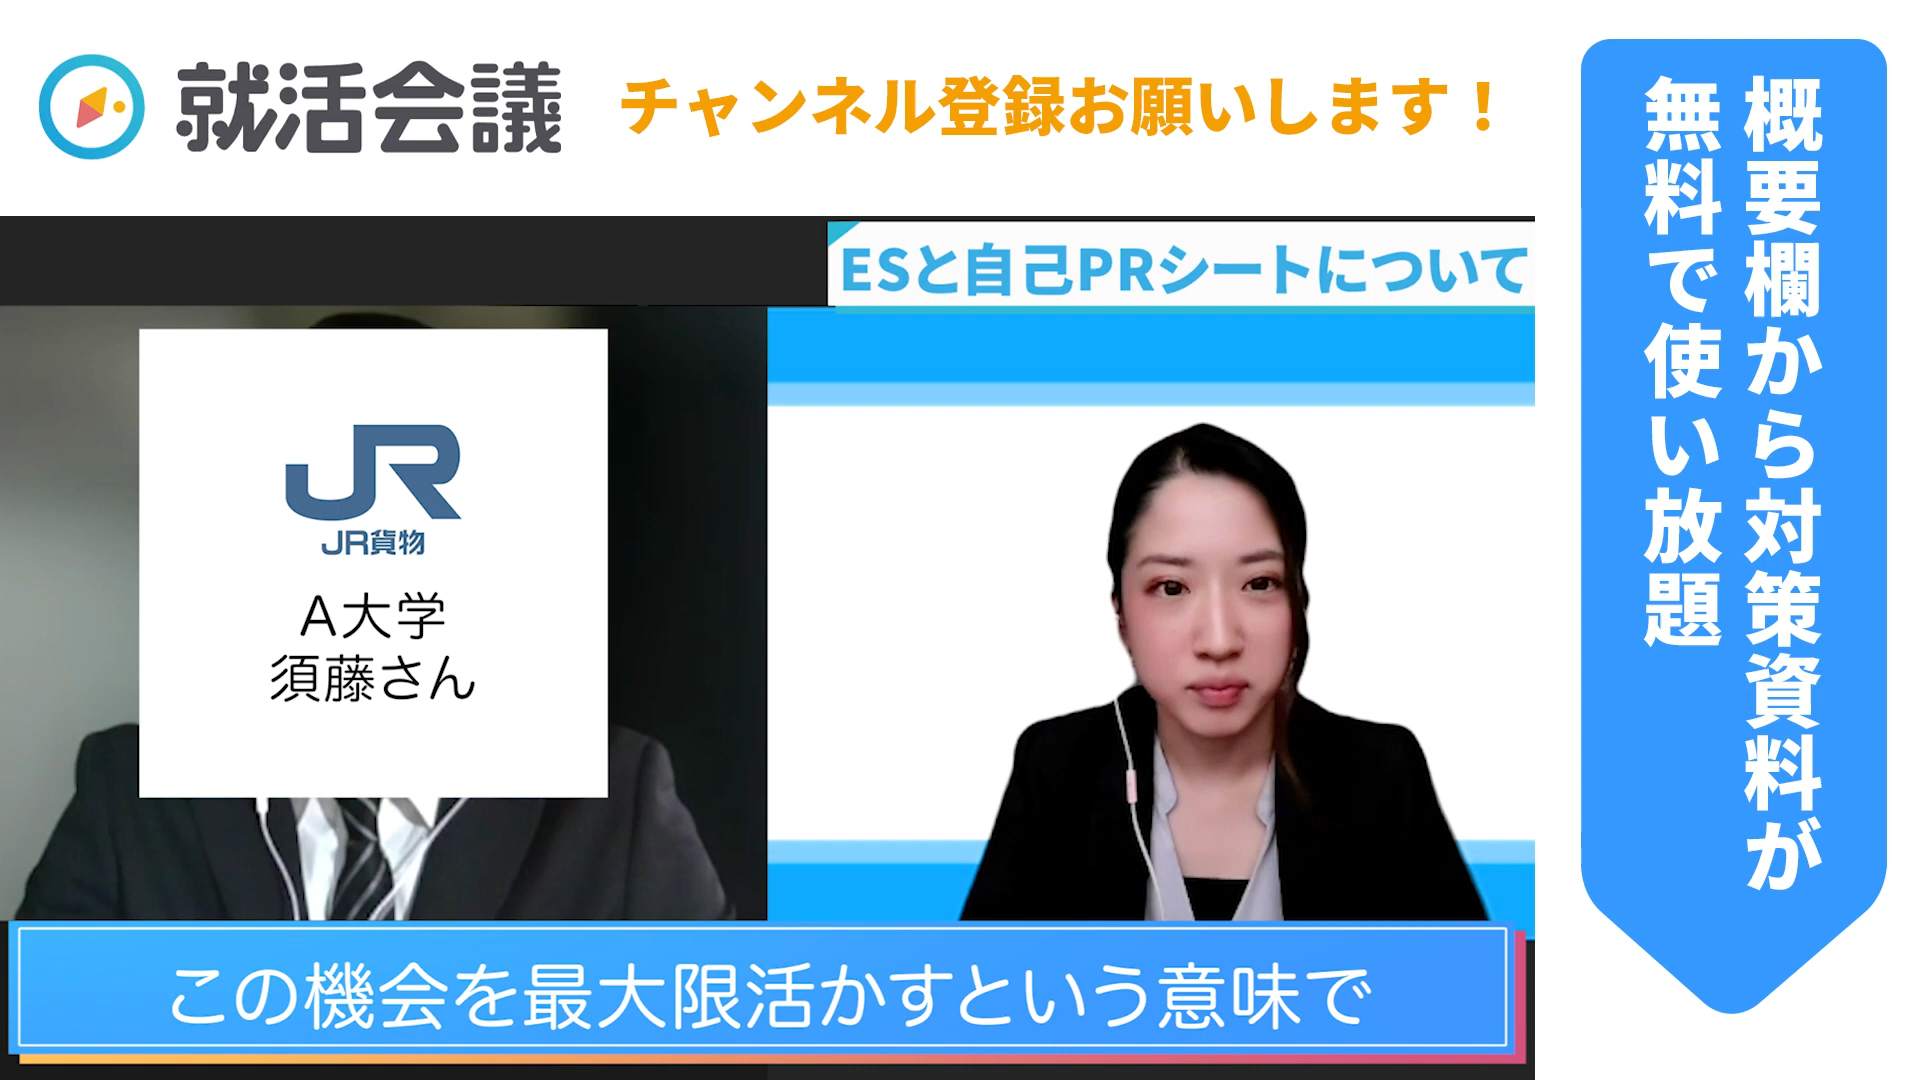 就活会議
チャンネル登録お願いします！
概要欄から対策資料が
無料で使い放題
ESと自己PRシートについて
JR
JR貨物
A大学
須藤さん
この機会を最大限活かすという意味で